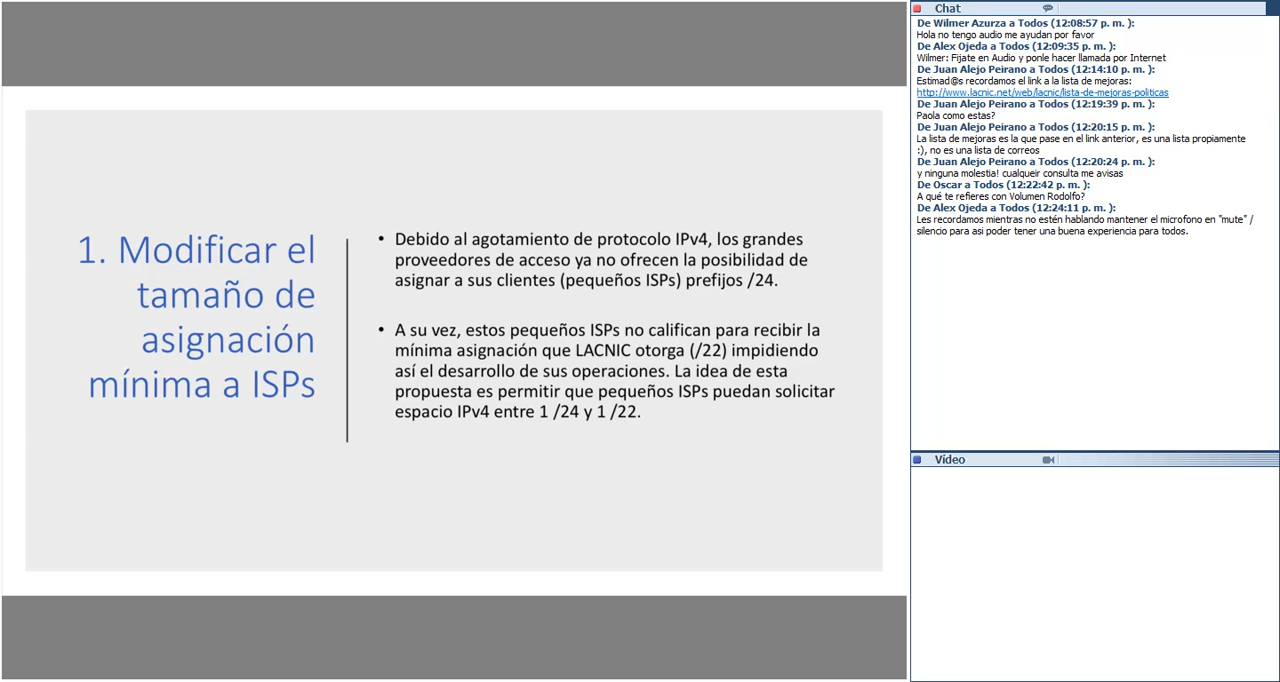 1. Modificar el
tamaño de
asignación
mínima a ISPs
• Debido al agotamiento de protocolo IPv4, los grandes
proveedores de acceso ya no ofrecen la posibilidad de
asignar a sus clientes (pequeños ISPs) prefijos /24.
• A su vez, estos pequeños ISPs no califican para recibir la
mínima asignación que LACNIC otorga (/22) impidiendo
así el desarrollo de sus operaciones. La idea de esta
propuesta es permitir que pequeños ISPs puedan solicitar
espacio IPv4 entre 1 /24 y 1 /22.
Chat
De Wilmer Azurza a Todos (12:08:57 p. m. ):
Hola no tengo audio me ayudan por favor
De Alex Ojeda a Todos (12:09:35 p. m. ):
Wilmer: Fijate en Audio y ponle hacer llamada por Internet
De Juan Alejo Peirano a Todos (12:14:10 p. m. ):
Estimad@s recordamos el link a la lista de mejoras:
http://www.lacnic.net/web/lacnic/lista-de-mejoras-politicas
De Juan Alejo Peirano a Todos (12:19:39 p. m. ):
Paola como estas?
De Juan Alejo Peirano a Todos (12:20:15 p. m. ):
La lista de mejoras es la que pase en el link anterior, es una lista propiamente
:), no es una lista de correos
De Juan Alejo Peirano a Todos (12:20:24 p. m. ):
y ninguna molestia! cualqueir consulta me avisas
De Oscar a Todos (12:22:42 p. m. ):
A qué te refieres con Volumen Rodolfo?
De Alex Ojeda a Todos (12:24:11 p. m. ):
Les recordamos mientras no estén hablando mantener el microfono en "mute" /
silencio para asi poder tener una buena experiencia para todos.
Vídeo